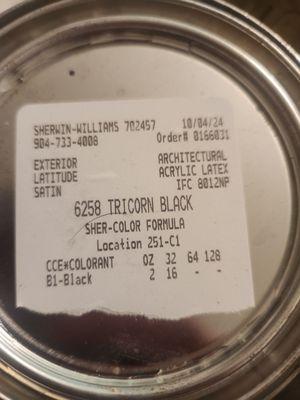 SHERWIN-WILLIAMS 702457 10/04/24
904-733-4008 Order# 0166031
EXTERIOR ARCHITECTURAL
LATITUDE ACRYLIC LATEX
SATIN IFC 8012NP
6258 TRICORN BLACK
SHER-COLOR FORMULA
Location 251-C1
CCE*COLORANT OZ 32 64 128
B1-Black 2 16 - -